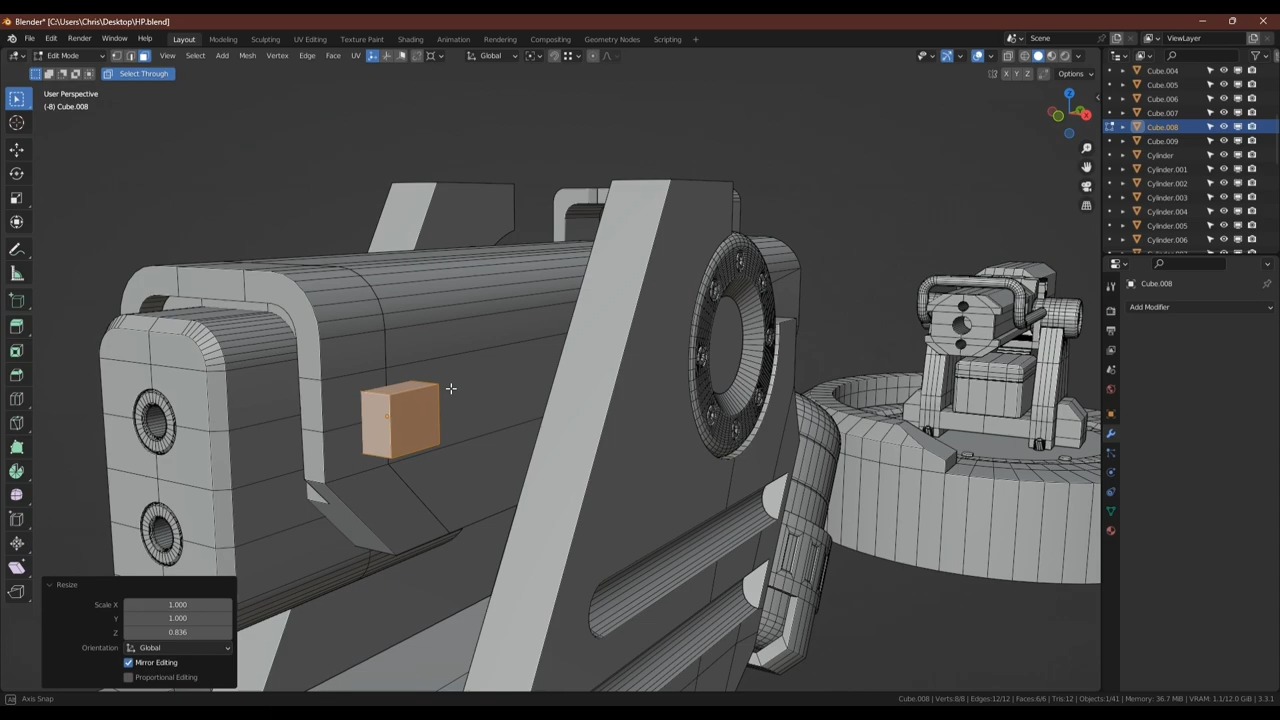 Blender* [C:\Users\Chris\Desktop\HP.blend]
File Edit Render Window Help Layout Modeling Sculpting UV Editing Texture Paint Shading Animation Rendering Compositing Geometry Nodes Scripting + Scene ViewLayer
Edit Mode View Select Add Mesh Vertex Edge Face UV Global
Select Through X Y Z Options
User Perspective
(-8) Cube.008
Z
X
Cube.004
Cube.005
Cube.006
Cube.007
Cube.008
Cube.009
Cylinder
Cylinder.001
Cylinder.002
Cylinder.003
Cylinder.004
Cylinder.005
Cylinder.006
Cube.008
Add Modifier
Resize
Scale X 1.000
Y 1.000
Z 0.836
Orientation Global
Mirror Editing
Proportional Editing
Alt Axis Snap
Cube.008 | Verts:8/8 | Edges:12/12 | Faces:6/6 | Tris:12 | Objects:1/41 | Memory: 36.7 MiB | VRAM: 1.1/12.0 GiB | 3.3.1